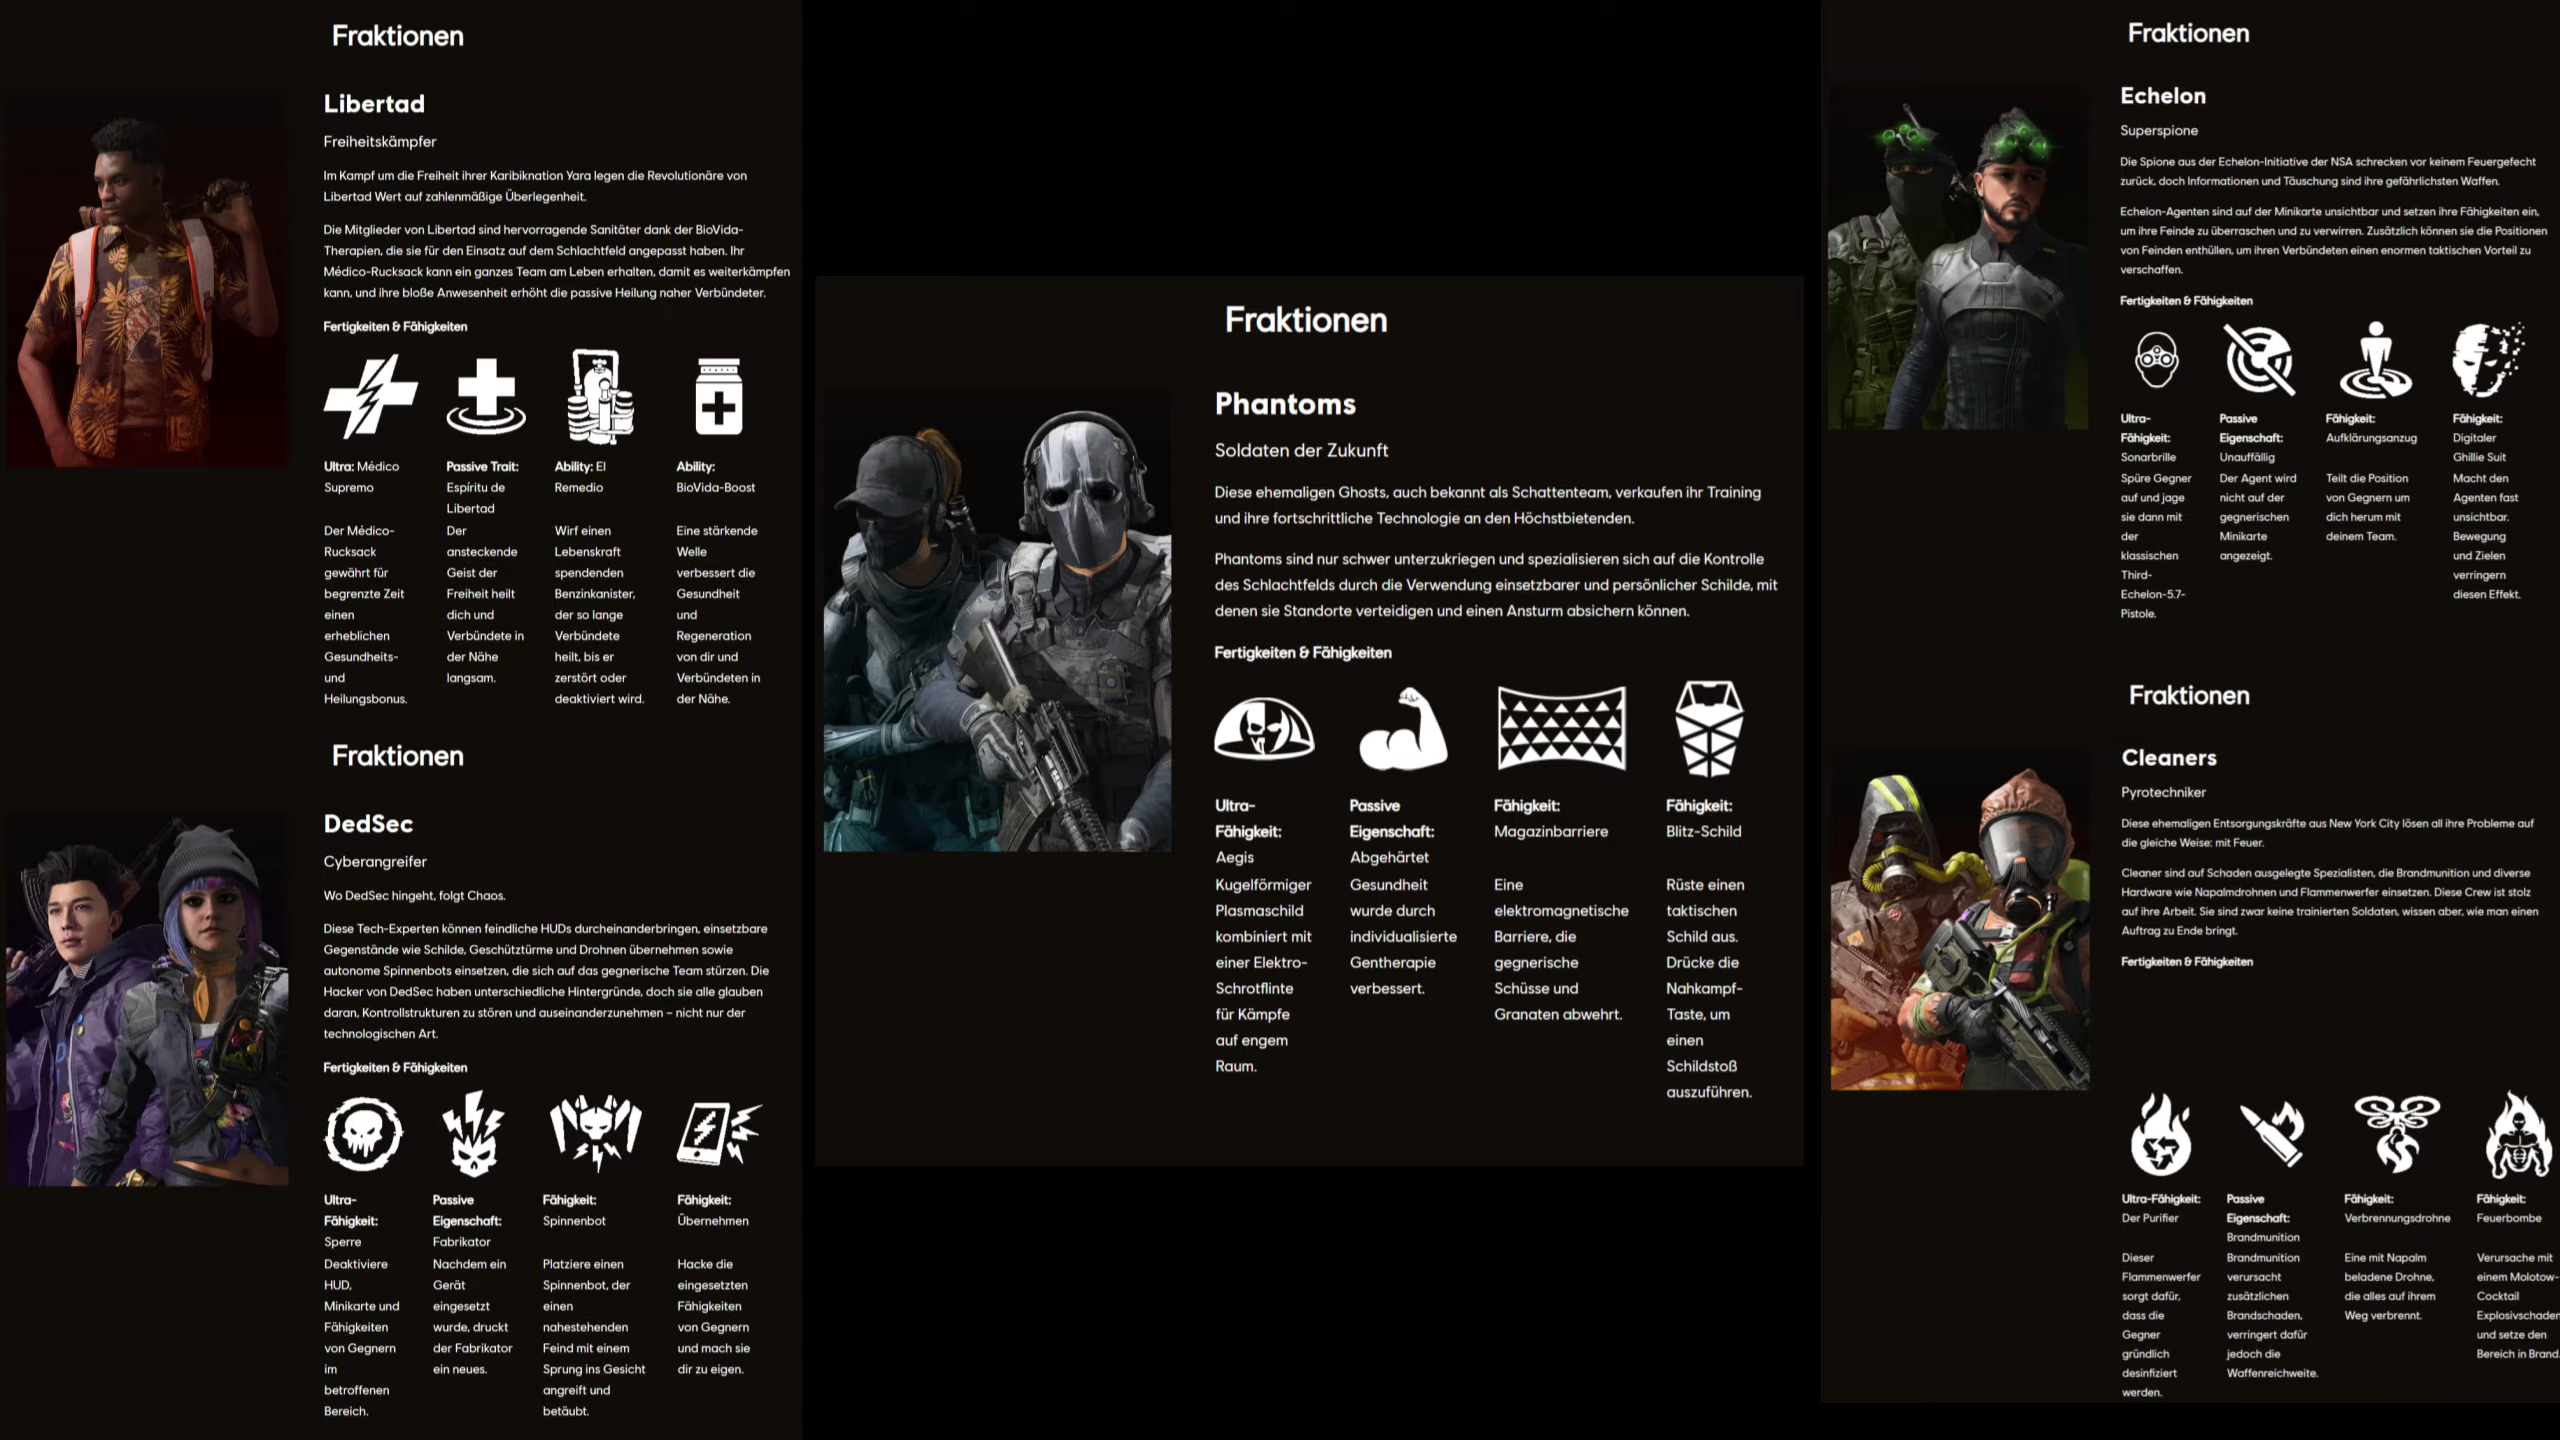 Fraktionen
Libertad
Freiheitskämpfer
Im Kampf um die Freiheit ihrer Karibiknation Yara legen die Revolutionäre von
Libertad Wert auf zahlenmäßige Überlegenheit.
Die Mitglieder von Libertad sind hervorragende Sanitäter dank der BioVida-
Therapien, die sie für den Einsatz auf dem Schlachtfeld angepasst haben. Ihr
Médico-Rucksack kann ein ganzes Team am Leben erhalten, damit es weiterkämpfen
kann, und ihre bloße Anwesenheit erhöht die passive Heilung naher Verbündeter.
Fertigkeiten & Fähigkeiten
Ultra: Médico
Supremo
Der Médico-
Rucksack
gewährt für
begrenzte Zeit
einen
erheblichen
Gesundheits-
und
Heilungsbonus.
Passive Trait:
Espíritu de
Libertad
Der
ansteckende
Geist der
Freiheit heilt
dich und
Verbündete in
der Nähe
langsam.
Ability: El
Remedio
Wirf einen
Lebenskraft
spendenden
Benzinkanister,
der so lange
Verbündete
heilt, bis er
zerstört oder
deaktiviert wird.
Ability:
BioVida-Boost
Eine stärkende
Welle
verbessert die
Gesundheit
und
Regeneration
von dir und
Verbündeten in
der Nähe.
Fraktionen
DedSec
Cyberangreifer
Wo DedSec hingeht, folgt Chaos.
Diese Tech-Experten können feindliche HUDs durcheinanderbringen, einsetzbare
Gegenstände wie Schilde, Geschütztürme und Drohnen übernehmen sowie
autonome Spinnenbots einsetzen, die sich auf das gegnerische Team stürzen. Die
Hacker von DedSec haben unterschiedliche Hintergründe, doch sie alle glauben
daran, Kontrollstrukturen zu stören und auseinanderzunehmen – nicht nur der
technologischen Art.
Fertigkeiten & Fähigkeiten
Ultra-
Fähigkeit:
Sperre
Deaktiviere
HUD,
Minikarte und
Fähigkeiten
von Gegnern
im
betroffenen
Bereich.
Passive
Eigenschaft:
Fabrikator
Nachdem ein
Gerät
eingesetzt
wurde, druckt
der Fabrikator
ein neues.
Fähigkeit:
Spinnenbot
Platziere einen
Spinnenbot, der
einen
nahestehenden
Feind mit einem
Sprung ins Gesicht
angreift und
betäubt.
Fähigkeit:
Übernehmen
Hacke die
eingesetzten
Fähigkeiten
von Gegnern
und mach sie
dir zu eigen.
Fraktionen
Phantoms
Soldaten der Zukunft
Diese ehemaligen Ghosts, auch bekannt als Schattenteam, verkaufen ihr Training
und ihre fortschrittliche Technologie an den Höchstbietenden.
Phantoms sind nur schwer unterzukriegen und spezialisieren sich auf die Kontrolle
des Schlachtfelds durch die Verwendung einsetzbarer und persönlicher Schilde, mit
denen sie Standorte verteidigen und einen Ansturm absichern können.
Fertigkeiten & Fähigkeiten
Ultra-
Fähigkeit:
Aegis
Kugelförmiger
Plasmaschild
kombiniert mit
einer Elektro-
Schrotflinte
für Kämpfe
auf engem
Raum.
Passive
Eigenschaft:
Abgehärtet
Gesundheit
wurde durch
individualisierte
Gentherapie
verbessert.
Fähigkeit:
Magazinbarriere
Eine
elektromagnetische
Barriere, die
gegnerische
Schüsse und
Granaten abwehrt.
Fähigkeit:
Blitz-Schild
Rüste einen
taktischen
Schild aus.
Drücke die
Nahkampf-
Taste, um
einen
Schildstoß
auszuführen.
Fraktionen
Echelon
Superspione
Die Spione aus der Echelon-Initiative der NSA schrecken vor keinem Feuergefecht
zurück, doch Informationen und Täuschung sind ihre gefährlichsten Waffen.
Echelon-Agenten sind auf der Minikarte unsichtbar und setzen ihre Fähigkeiten ein,
um ihre Feinde zu überraschen und zu verwirren. Zusätzlich können sie die Positionen
von Feinden enthüllen, um ihren Verbündeten einen enormen taktischen Vorteil zu
verschaffen.
Fertigkeiten & Fähigkeiten
Ultra-
Fähigkeit:
Sonarbrille
Spüre Gegner
auf und jage
sie dann mit
der
klassischen
Third-
Echelon-5.7-
Pistole.
Passive
Eigenschaft:
Unauffällig
Der Agent wird
nicht auf der
gegnerischen
Minikarte
angezeigt.
Fähigkeit:
Aufklärungsanzug
Teilt die Position
von Gegnern um
dich herum mit
deinem Team.
Fähigkeit:
Digitaler
Ghillie Suit
Macht den
Agenten fast
unsichtbar.
Bewegung
und Zielen
verringern
diesen Effekt.
Fraktionen
Cleaners
Pyrotechniker
Diese ehemaligen Entsorgungskräfte aus New York City lösen all ihre Probleme auf
die gleiche Weise: mit Feuer.
Cleaner sind auf Schaden ausgelegte Spezialisten, die Brandmunition und diverse
Hardware wie Napalmdrohnen und Flammenwerfer einsetzen. Diese Crew ist stolz
auf ihre Arbeit. Sie sind zwar keine trainierten Soldaten, wissen aber, wie man einen
Auftrag zu Ende bringt.
Fertigkeiten & Fähigkeiten
Ultra-Fähigkeit:
Der Purifier
Dieser
Flammenwerfer
sorgt dafür,
dass die
Gegner
gründlich
desinfiziert
werden.
Passive
Eigenschaft:
Brandmunition
Brandmunition
verursacht
zusätzlichen
Brandschaden,
verringert dafür
jedoch die
Waffenreichweite.
Fähigkeit:
Verbrennungsdrohne
Eine mit Napalm
beladene Drohne,
die alles auf ihrem
Weg verbrennt.
Fähigkeit:
Feuerbombe
Verursache mit
einem Molotow-
Cocktail
Explosivschaden
und setze den
Bereich in Brand.